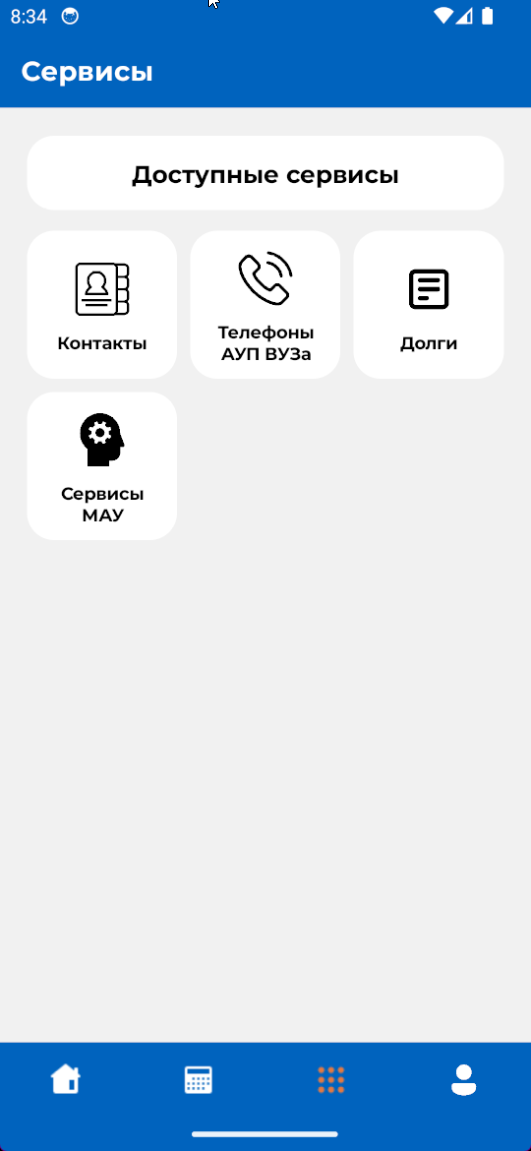 8:34
Сервисы
Доступные сервисы
Контакты
Телефоны
АУП ВУЗа
Долги
Сервисы
МАУ